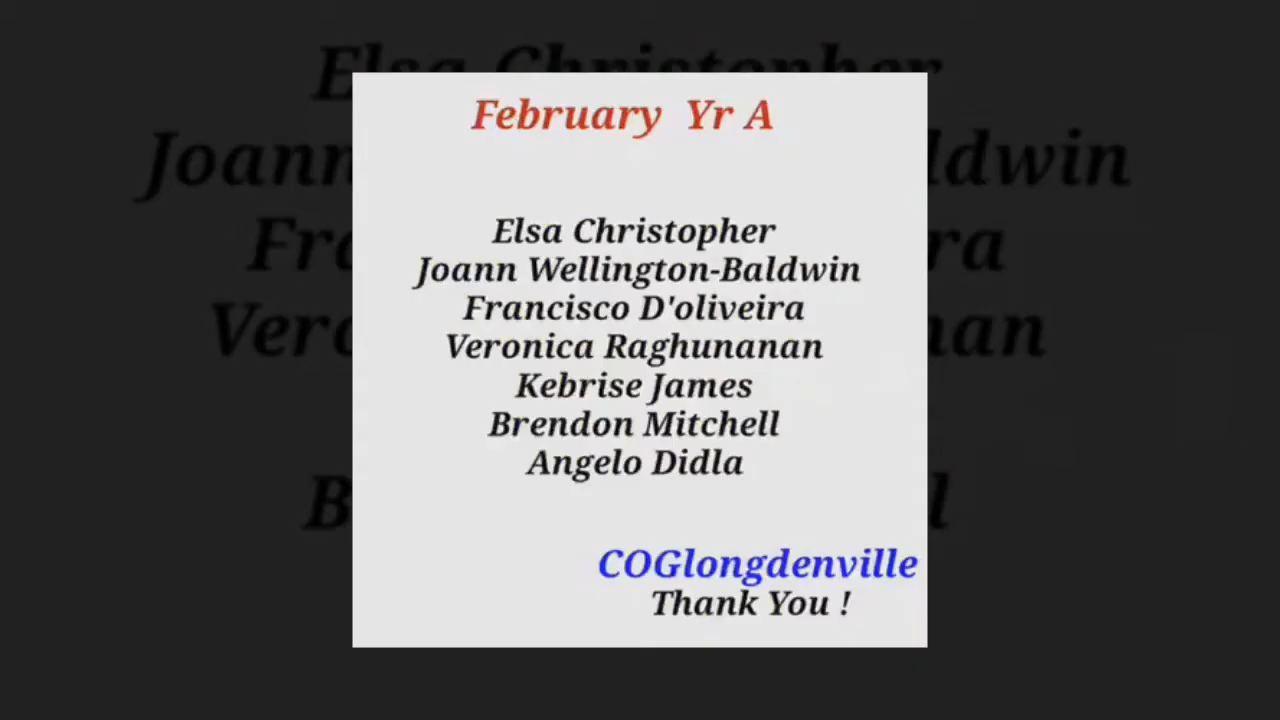 February Yr A
Elsa Christopher
Joann Wellington-Baldwin
Francisco D'oliveira
Veronica Raghunanan
Kebrise James
Brendon Mitchell
Angelo Didla
COGlongdenville
Thank You !